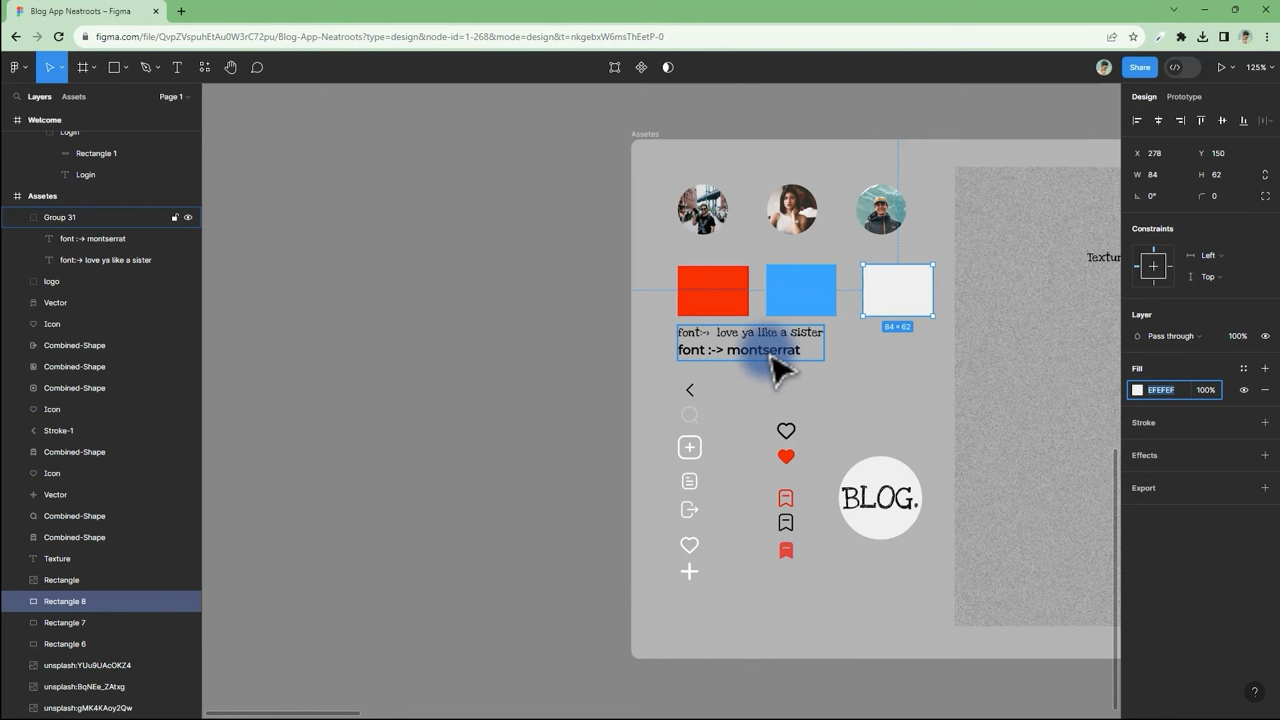 Blog App Neatroots – Figma
figma.com/file/QvpZVspuhEtAu0W3rC72pu/Blog-App-Neatroots?type=design&node-id=1-268&mode=design&t=nkgebxW6msThEetP-0
Share
125%
Layers
Assets
Page 1
Welcome
Login
Rectangle 1
Login
Assetes
Group 31
font :-> montserrat
font:-> love ya like a sister
logo
Vector
Icon
Combined-Shape
Combined-Shape
Combined-Shape
Icon
Stroke-1
Combined-Shape
Icon
Vector
Combined-Shape
Combined-Shape
Texture
Rectangle
Rectangle 8
Rectangle 7
Rectangle 6
unsplash:YUu9UAcOKZ4
unsplash:BqNEe_ZAtxg
unsplash:gMK4KAoy2Qw
Assetes
84 × 62
font:-> love ya like a sister
font :-> montserrat
BLOG.
Textur
Design
Prototype
X 278
Y 150
W 84
H 62
0°
0
Constraints
Left
Top
Layer
Pass through
100%
Fill
EFEFEF
100%
Stroke
Effects
Export
?